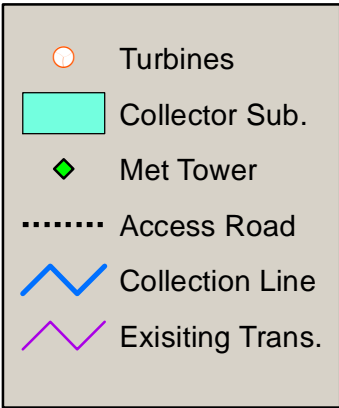 Turbines
Collector Sub.
Met Tower
Access Road
Collection Line
Exisiting Trans.